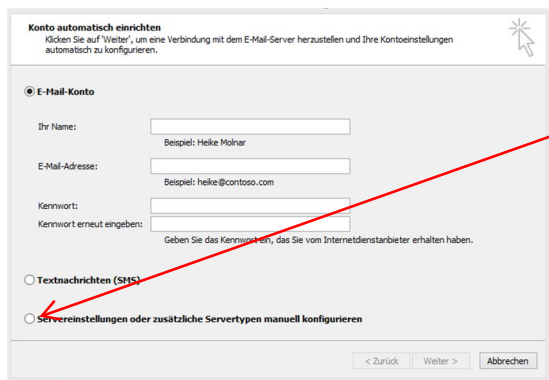 Konto automatisch einrichten
Klicken Sie auf 'Weiter', um eine Verbindung mit dem E-Mail-Server herzustellen und Ihre Kontoeinstellungen
automatisch zu konfigurieren.
E-Mail-Konto
Ihr Name:
Beispiel: Heike Molnar
E-Mail-Adresse:
Beispiel: heike@contoso.com
Kennwort:
Kennwort erneut eingeben:
Geben Sie das Kennwort ein, das Sie vom Internetdienstanbieter erhalten haben.
Textnachrichten (SMS)
Servereinstellungen oder zusätzliche Servertypen manuell konfigurieren
< Zurück Weiter > Abbrechen